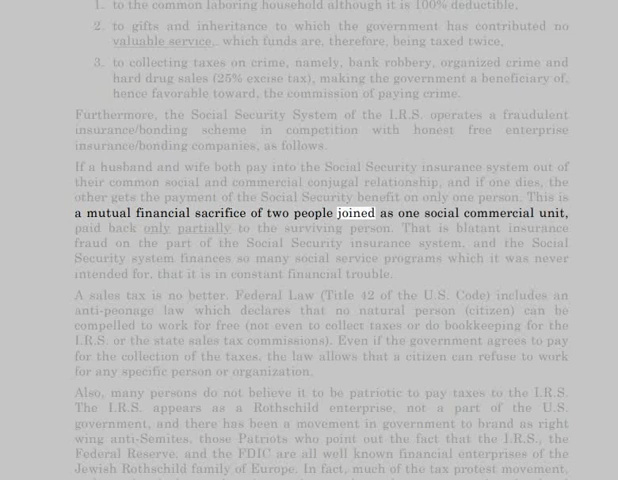 1. to the common laboring household although it is 100% deductible,
2. to gifts and inheritance to which the government has contributed no
valuable service,. which funds are, therefore, being taxed twice,
3. to collecting taxes on crime, namely, bank robbery, organized crime and
hard drug sales (25% excise tax), making the government a beneficiary of,
hence favorable toward, the commission of paying crime.
Furthermore, the Social Security System of the I.R.S. operates a fraudulent
insurance/bonding scheme in competition with honest free enterprise
insurance/bonding companies, as follows.
If a husband and wife both pay into the Social Security insurance system out of
their common social and commercial conjugal relationship, and if one dies, the
other gets the payment of the Social Security benefit on only one person. This is
a mutual financial sacrifice of two people joined as one social commercial unit,
paid back only partially to the surviving person. That is blatant insurance
fraud on the part of the Social Security insurance system, and the Social
Security system finances so many social service programs which it was never
intended for, that it is in constant financial trouble.
A sales tax is no better. Federal Law (Title 42 of the U.S. Code) includes an
anti-peonage law which declares that no natural person (citizen) can be
compelled to work for free (not even to collect taxes or do bookkeeping for the
I.R.S. or the state sales tax commissions). Even if the government agrees to pay
for the collection of the taxes, the law allows that a citizen can refuse to work
for any specific person or organization.
Also, many persons do not believe it to be patriotic to pay taxes to the I.R.S.
The I.R.S. appears as a Rothschild enterprise, not a part of the U.S.
government, and there has been a movement in government to brand as right
wing anti-Semites, those Patriots who point out the fact that the I.R.S., the
Federal Reserve, and the FDIC are all well known financial enterprises of the
Jewish Rothschild family of Europe. In fact, much of the tax protest movement,